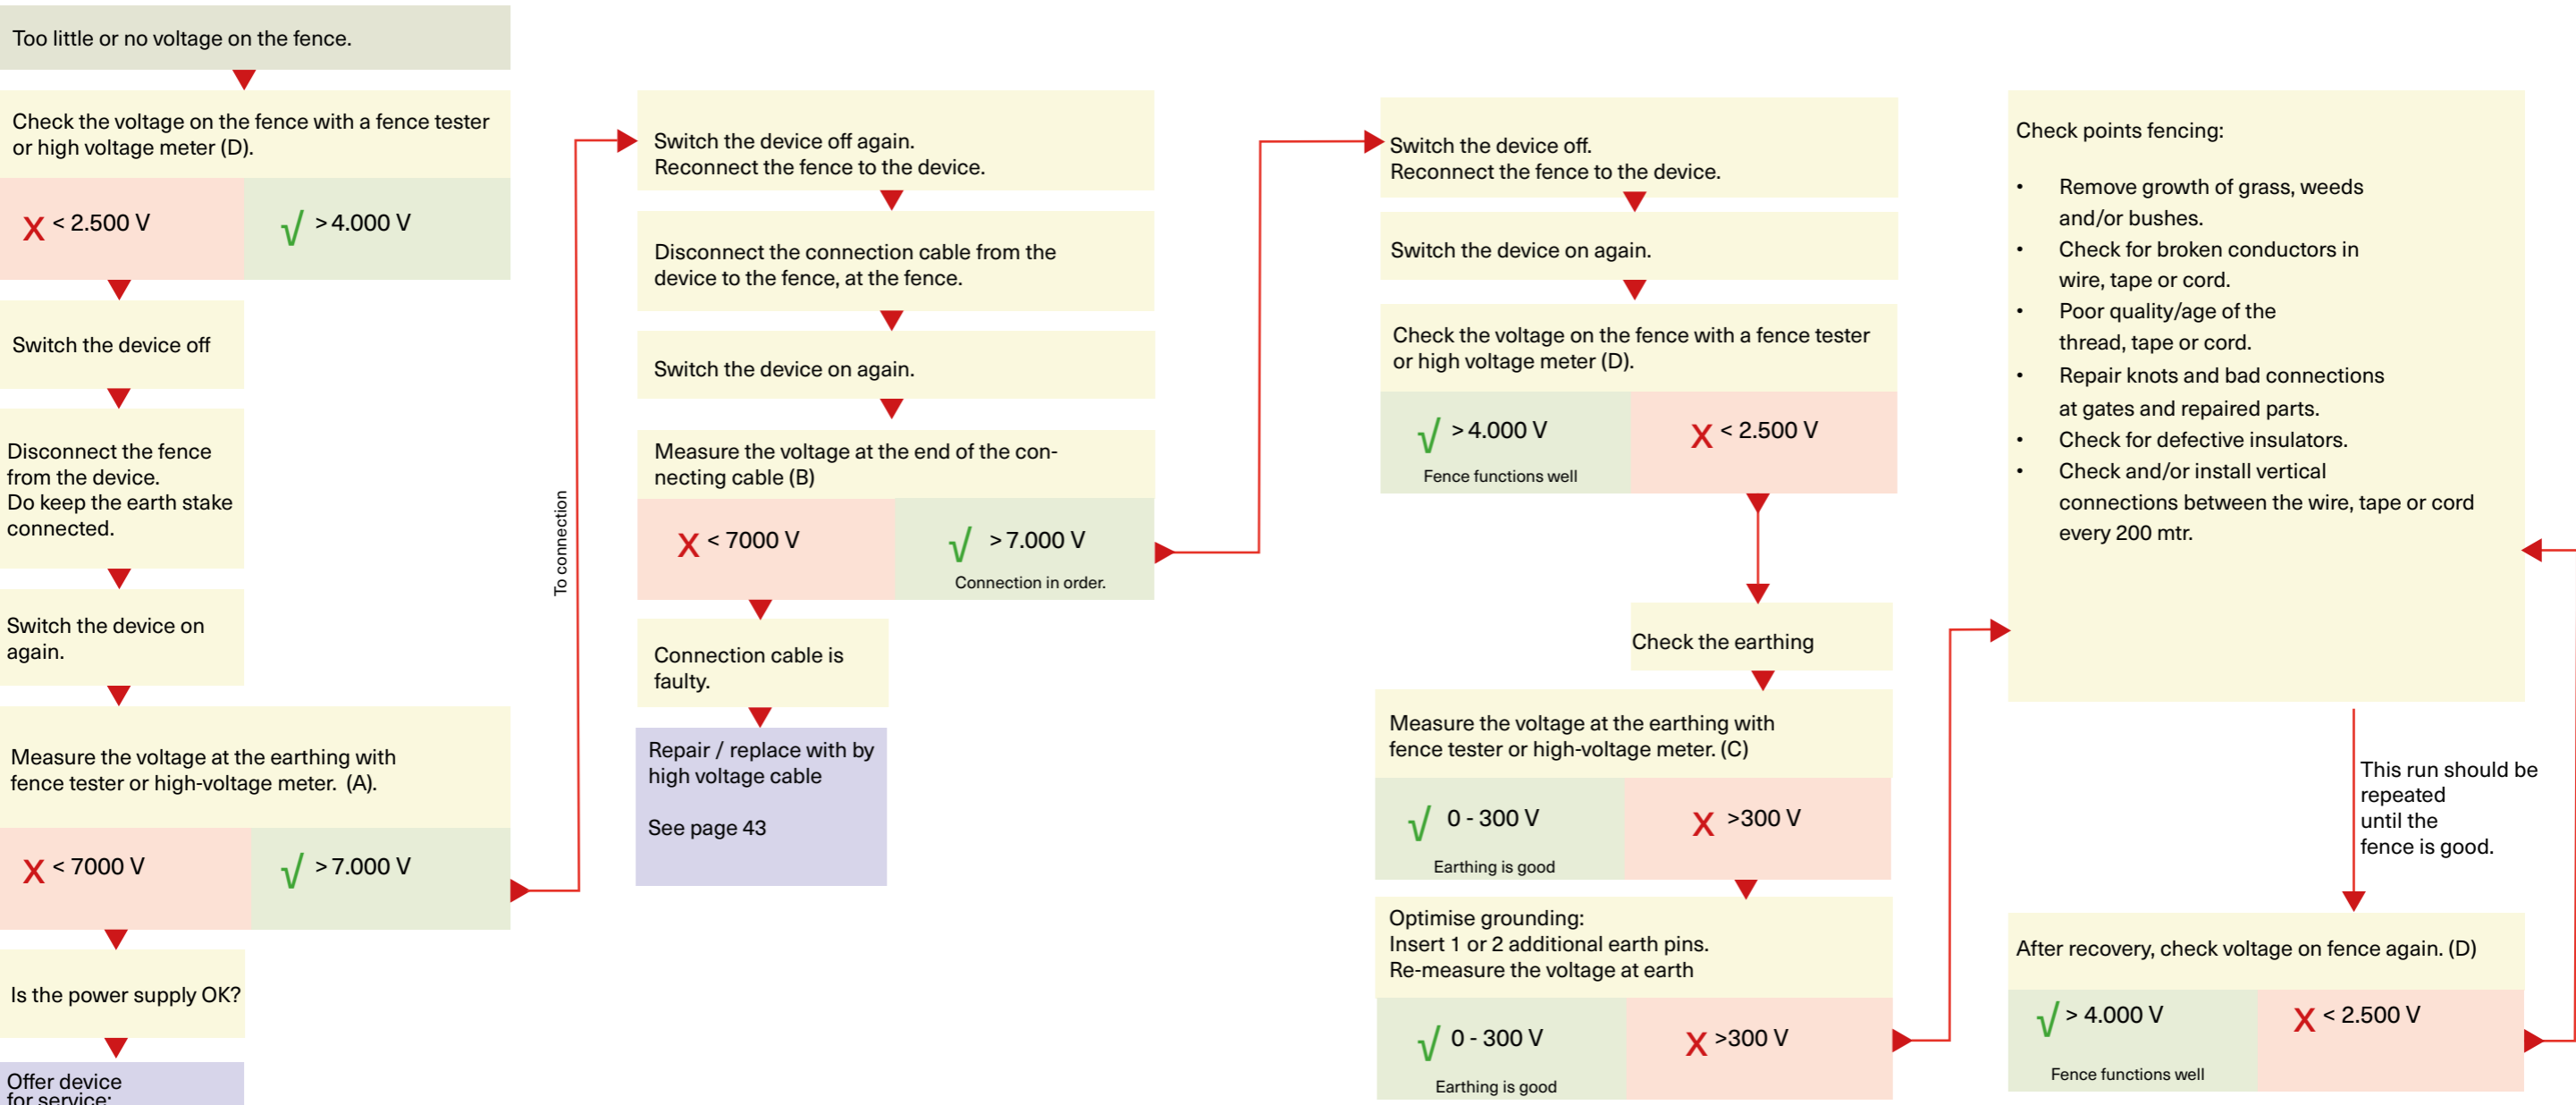 Too little or no voltage on the fence.
Check the voltage on the fence with a fence tester
or high voltage meter (D).
X < 2.500 V
√ > 4.000 V
Switch the device off
Disconnect the fence
from the device.
Do keep the earth stake
connected.
Switch the device on
again.
Measure the voltage at the earthing with
fence tester or high-voltage meter. (A).
X < 7000 V
√ > 7.000 V
Is the power supply OK?
Offer device
for service:
To connection
Switch the device off again.
Reconnect the fence to the device.
Disconnect the connection cable from the
device to the fence, at the fence.
Switch the device on again.
Measure the voltage at the end of the con-
necting cable (B)
X < 7000 V
√ > 7.000 V
Connection in order.
Connection cable is
faulty.
Repair / replace with by
high voltage cable
See page 43
Switch the device off.
Reconnect the fence to the device.
Switch the device on again.
Check the voltage on the fence with a fence tester
or high voltage meter (D).
√ > 4.000 V
Fence functions well
X < 2.500 V
Check the earthing
Measure the voltage at the earthing with
fence tester or high-voltage meter. (C)
√ 0 - 300 V
Earthing is good
X >300 V
Optimise grounding:
Insert 1 or 2 additional earth pins.
Re-measure the voltage at earth
√ 0 - 300 V
Earthing is good
X >300 V
Check points fencing:
• Remove growth of grass, weeds
and/or bushes.
• Check for broken conductors in
wire, tape or cord.
• Poor quality/age of the
thread, tape or cord.
• Repair knots and bad connections
at gates and repaired parts.
• Check for defective insulators.
• Check and/or install vertical
connections between the wire, tape or cord
every 200 mtr.
This run should be
repeated
until the
fence is good.
After recovery, check voltage on fence again. (D)
√ > 4.000 V
Fence functions well
X < 2.500 V